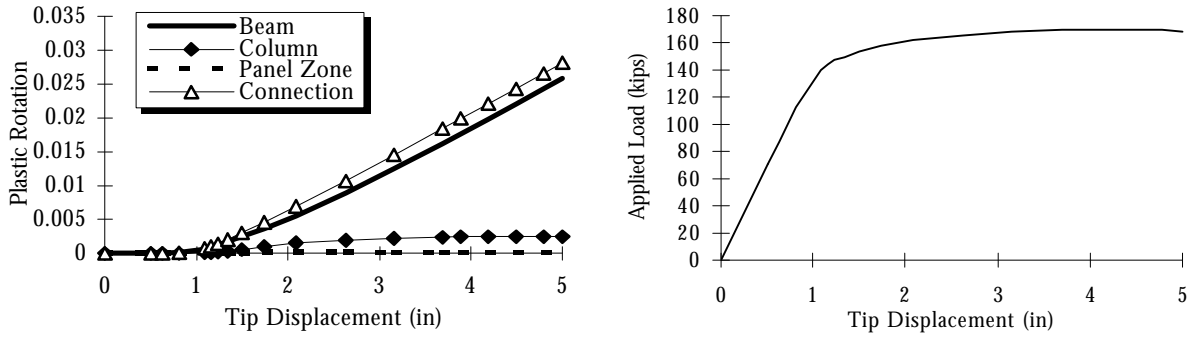 0.035
0.03
0.025
0.02
0.015
0.01
0.005
0
Plastic Rotation
Beam
Column
Panel Zone
Connection
0 1 2 3 4 5
Tip Displacement (in)
180
160
140
120
100
80
60
40
20
0
Applied Load (kips)
0 1 2 3 4 5
Tip Displacement (in)